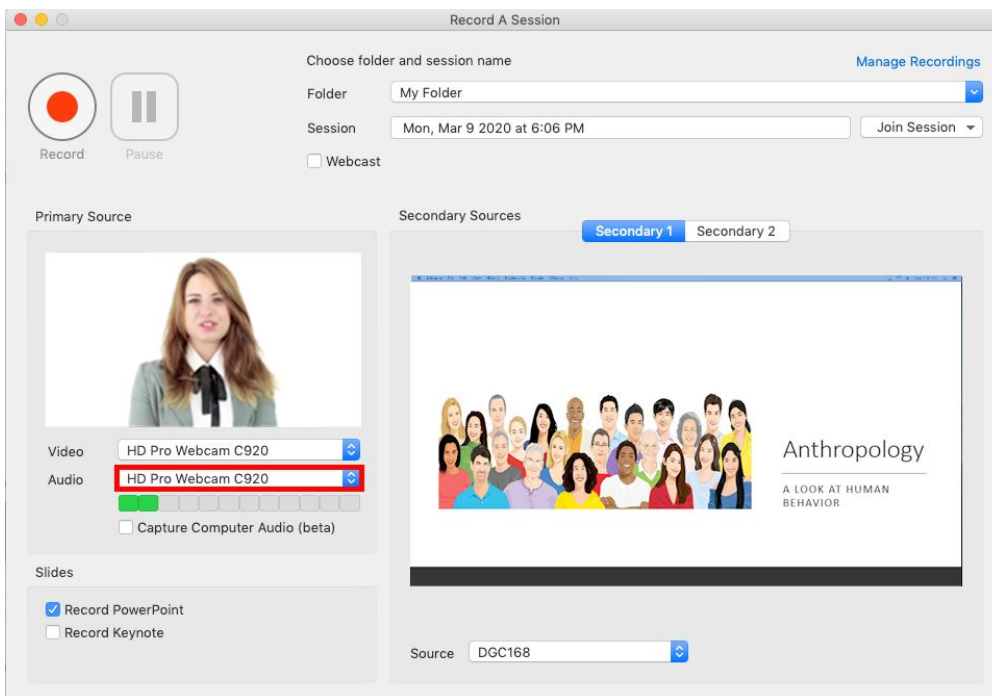 Record A Session
Choose folder and session name
Manage Recordings
Folder
My Folder
Session
Mon, Mar 9 2020 at 6:06 PM
Join Session
Record
Pause
Webcast
Primary Source
Secondary Sources
Secondary 1
Secondary 2
Anthropology
A LOOK AT HUMAN
BEHAVIOR
Video
HD Pro Webcam C920
Audio
HD Pro Webcam C920
Capture Computer Audio (beta)
Slides
Record PowerPoint
Record Keynote
Source
DGC168